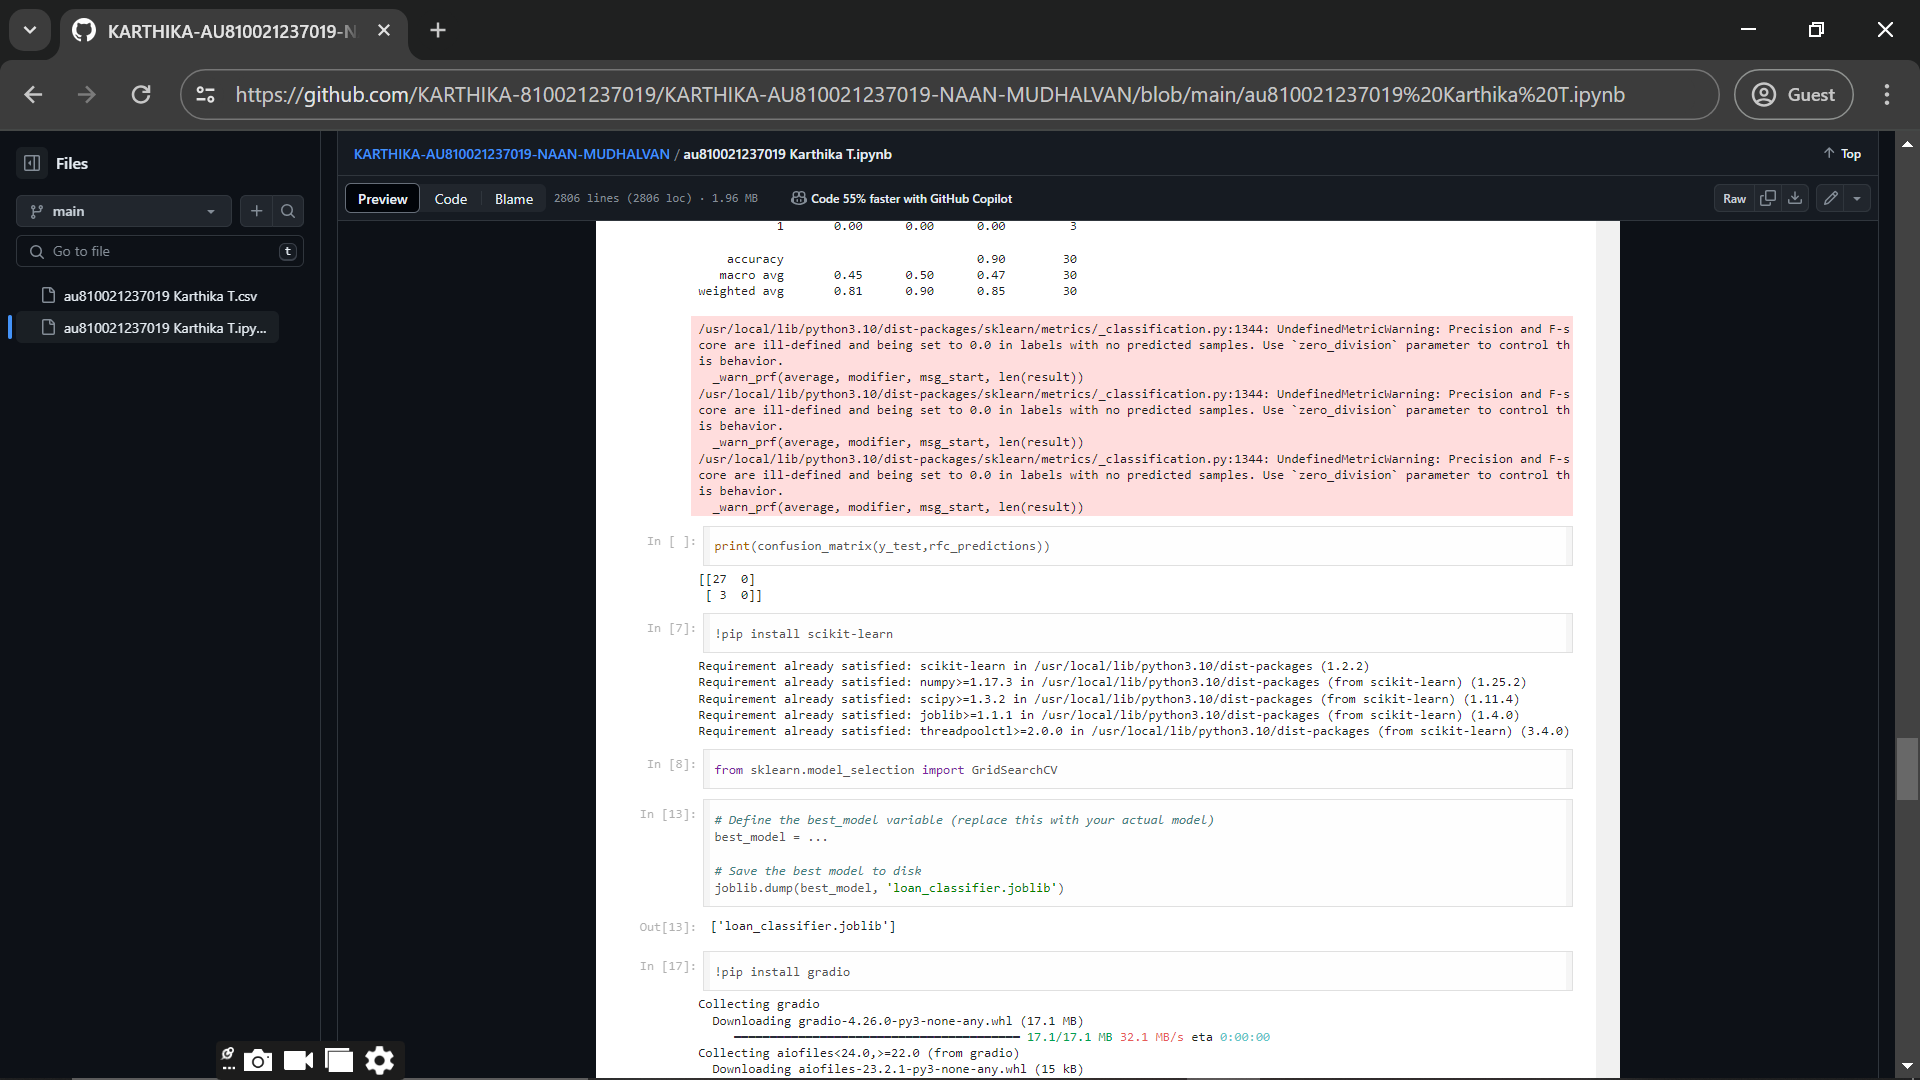 KARTHIKA-AU810021237019-N
https://github.com/KARTHIKA-810021237019/KARTHIKA-AU810021237019-NAAN-MUDHALVAN/blob/main/au810021237019%20Karthika%20T.ipynb
Guest
Files
KARTHIKA-AU810021237019-NAAN-MUDHALVAN / au810021237019 Karthika T.ipynb
Top
main
Preview Code Blame 2806 lines (2806 loc) · 1.96 MB Code 55% faster with GitHub Copilot Raw
Go to file t
au810021237019 Karthika T.csv
au810021237019 Karthika T.ipy...
1 0.00 0.00 0.00 3
accuracy 0.90 30
macro avg 0.45 0.50 0.47 30
weighted avg 0.81 0.90 0.85 30
/usr/local/lib/python3.10/dist-packages/sklearn/metrics/_classification.py:1344: UndefinedMetricWarning: Precision and F-s
core are ill-defined and being set to 0.0 in labels with no predicted samples. Use `zero_division` parameter to control th
is behavior.
_warn_prf(average, modifier, msg_start, len(result))
/usr/local/lib/python3.10/dist-packages/sklearn/metrics/_classification.py:1344: UndefinedMetricWarning: Precision and F-s
core are ill-defined and being set to 0.0 in labels with no predicted samples. Use `zero_division` parameter to control th
is behavior.
_warn_prf(average, modifier, msg_start, len(result))
/usr/local/lib/python3.10/dist-packages/sklearn/metrics/_classification.py:1344: UndefinedMetricWarning: Precision and F-s
core are ill-defined and being set to 0.0 in labels with no predicted samples. Use `zero_division` parameter to control th
is behavior.
_warn_prf(average, modifier, msg_start, len(result))
In [ ]: print(confusion_matrix(y_test,rfc_predictions))
[[27 0]
[ 3 0]]
In [7]: !pip install scikit-learn
Requirement already satisfied: scikit-learn in /usr/local/lib/python3.10/dist-packages (1.2.2)
Requirement already satisfied: numpy>=1.17.3 in /usr/local/lib/python3.10/dist-packages (from scikit-learn) (1.25.2)
Requirement already satisfied: scipy>=1.3.2 in /usr/local/lib/python3.10/dist-packages (from scikit-learn) (1.11.4)
Requirement already satisfied: joblib>=1.1.1 in /usr/local/lib/python3.10/dist-packages (from scikit-learn) (1.4.0)
Requirement already satisfied: threadpoolctl>=2.0.0 in /usr/local/lib/python3.10/dist-packages (from scikit-learn) (3.4.0)
In [8]: from sklearn.model_selection import GridSearchCV
In [13]: # Define the best_model variable (replace this with your actual model)
best_model = ...
# Save the best model to disk
joblib.dump(best_model, 'loan_classifier.joblib')
Out[13]: ['loan_classifier.joblib']
In [17]: !pip install gradio
Collecting gradio
Downloading gradio-4.26.0-py3-none-any.whl (17.1 MB)
17.1/17.1 MB 32.1 MB/s eta 0:00:00
Collecting aiofiles<24.0,>=22.0 (from gradio)
Downloading aiofiles-23.2.1-py3-none-any.whl (15 kB)